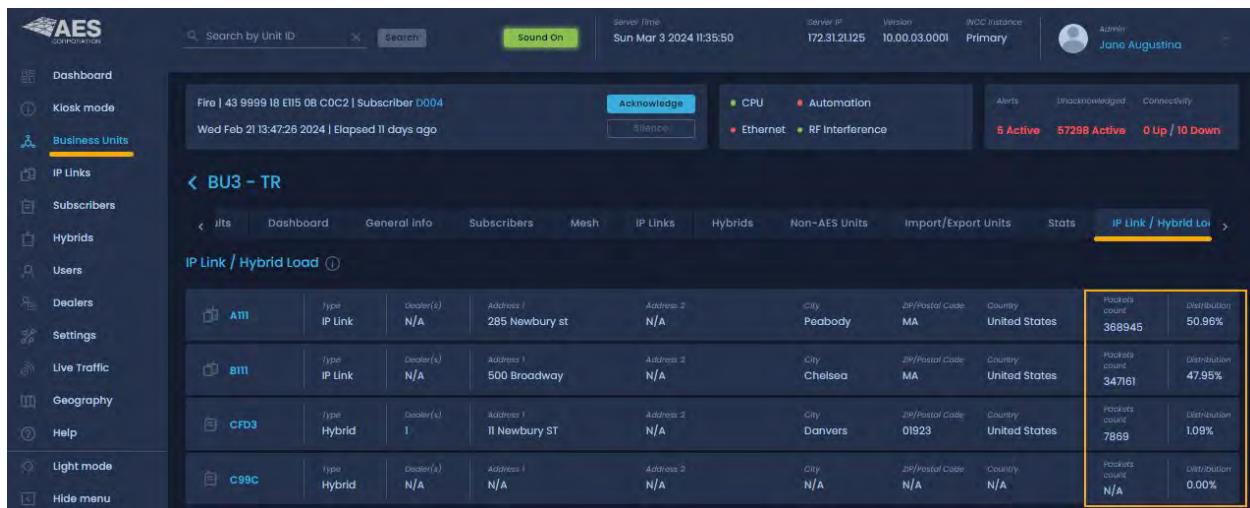 AES
CORPORATION
Search by Unit ID
Search
Sound On
Server Time
Sun Mar 3 2024 11:35:50
Server IP
172.31.21.125
Version
10.00.03.0001
INCC Instance
Primary
Admin
Jane Augustina
Dashboard
Kiosk mode
Business Units
IP Links
Subscribers
Hybrids
Users
Dealers
Settings
Live Traffic
Geography
Help
Light mode
Hide menu
Fire | 43 9999 18 E115 08 C0C2 | Subscriber D004
Wed Feb 21 13:47:26 2024 | Elapsed 11 days ago
Acknowledge
Silence
CPU
Automation
Ethernet
RF Interference
Alerts
5 Active
Unacknowledged
57298 Active
Connectivity
0 Up / 10 Down
BU3 - TR
ults Dashboard General info Subscribers Mesh IP Links Hybrids Non-AES Units Import/Export Units Stats IP Link / Hybrid Loa
IP Link / Hybrid Load
Type Dealer(s) Address 1 Address 2 City ZIP/Postal Code Country Packets count Distribution
A111 IP Link N/A 285 Newbury st N/A Peabody MA United States 368945 50.96%
Type Dealer(s) Address 1 Address 2 City ZIP/Postal Code Country Packets count Distribution
B111 IP Link N/A 500 Broadway N/A Chelsea MA United States 347161 47.95%
Type Dealer(s) Address 1 Address 2 City ZIP/Postal Code Country Packets count Distribution
CFD3 Hybrid 1 11 Newbury ST N/A Danvers 01923 United States 7869 1.09%
Type Dealer(s) Address 1 Address 2 City ZIP/Postal Code Country Packets count Distribution
C99C Hybrid N/A N/A N/A N/A N/A N/A N/A 0.00%